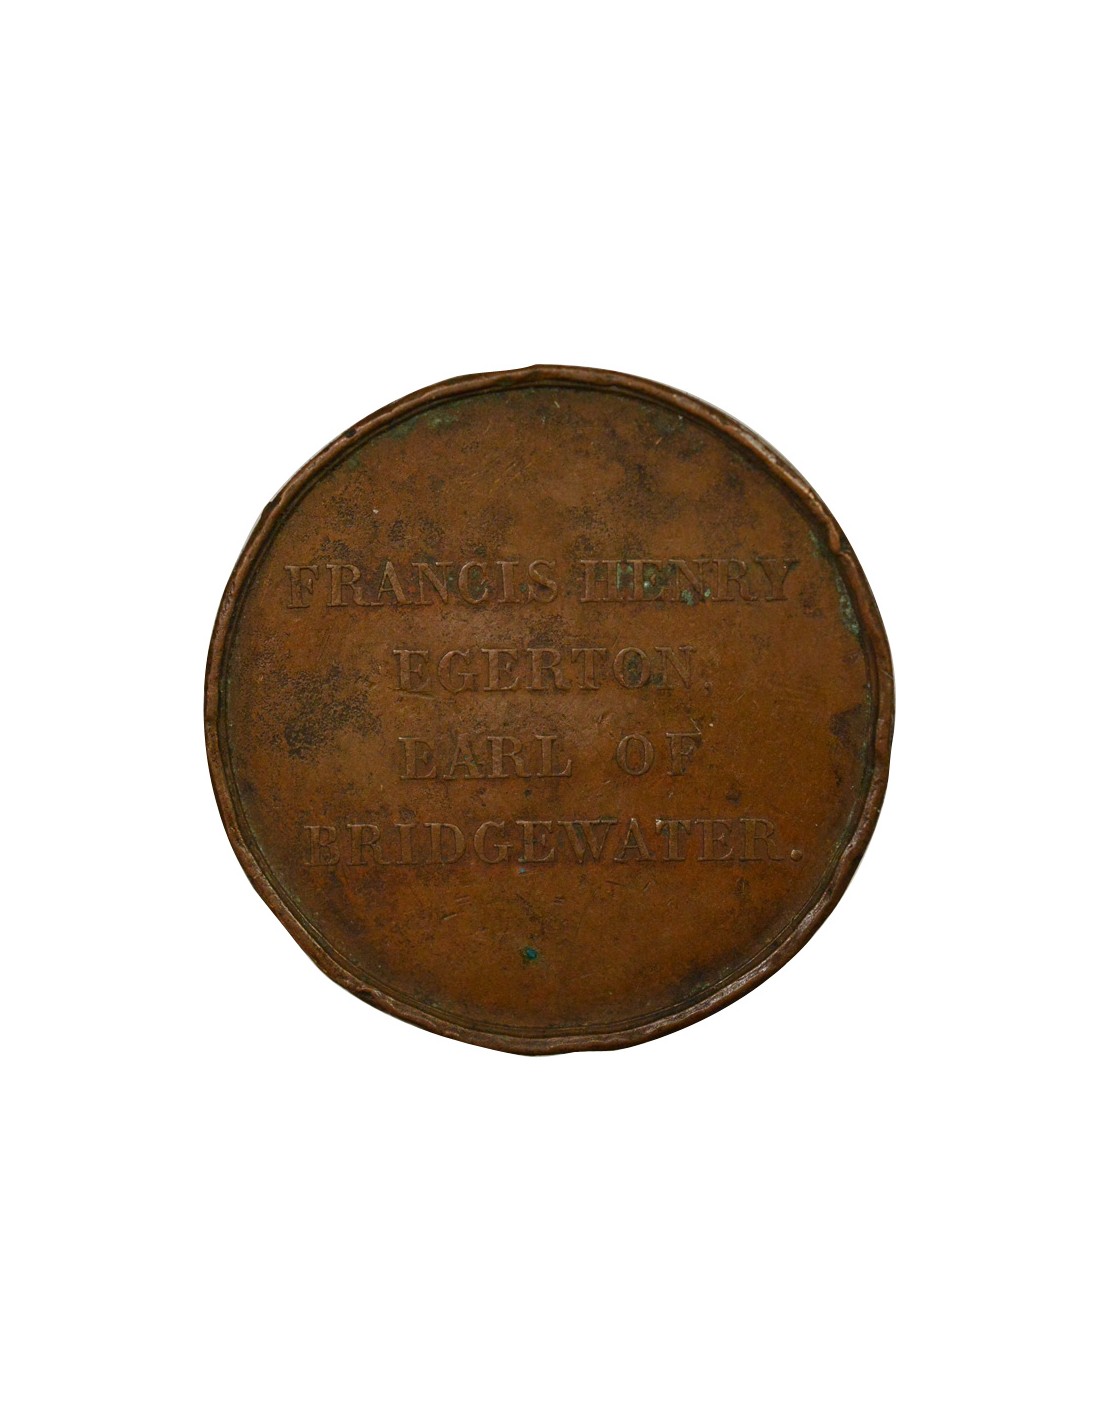 FRANCIS HENRY
EGERTON,
EARL OF
BRIDGEWATER.